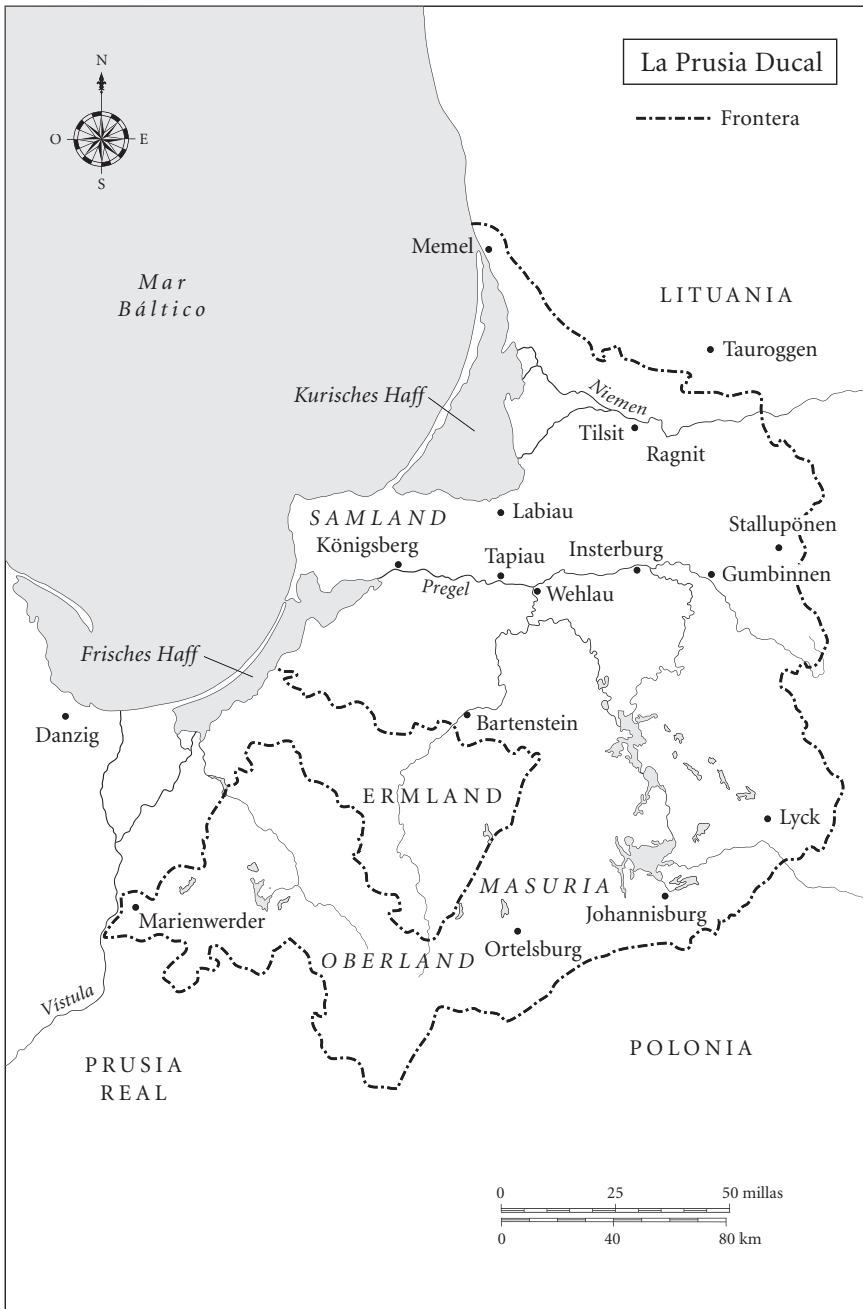 La Prusia Ducal
Frontera
N
O
E
S
Memel
Mar
Báltico
LITUANIA
Tauroggen
Kurisches Haff
Niemen
Tilsit
Ragnit
SAMLAND
Labiau
Stallupönen
Königsberg
Tapiau
Insterburg
Gumbinnen
Pregel
Wehlau
Frisches Haff
Danzig
Bartenstein
ERMLAND
Lyck
MASURIA
Marienwerder
Johannisburg
Ortelsburg
OBERLAND
Vístula
PRUSIA
REAL
POLONIA
0 25 50 millas
0 40 80 km